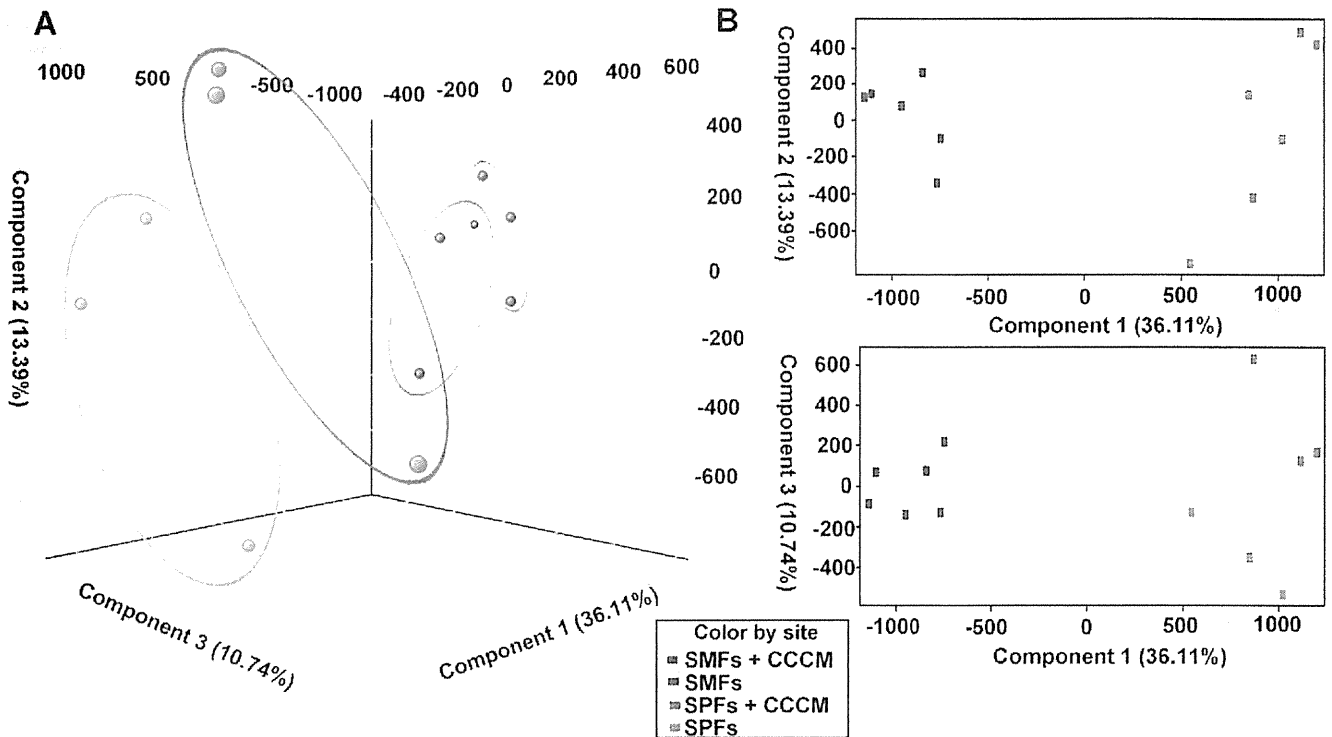 A
1000 500 -500 -1000 -400 -200 0 200 400 600
400
200
0
-200
-400
-600
Component 2 (13.39%)
Component 3 (10.74%)
Component 1 (36.11%)
B
Component 2 (13.39%)
400
200
0
-200
-400
-600
-1000 -500 0 500 1000
Component 1 (36.11%)
Component 3 (10.74%)
600
400
200
0
-200
-400
-1000 -500 0 500 1000
Component 1 (36.11%)
Color by site
SMFs + CCCM
SMFs
SPFs + CCCM
SPFs